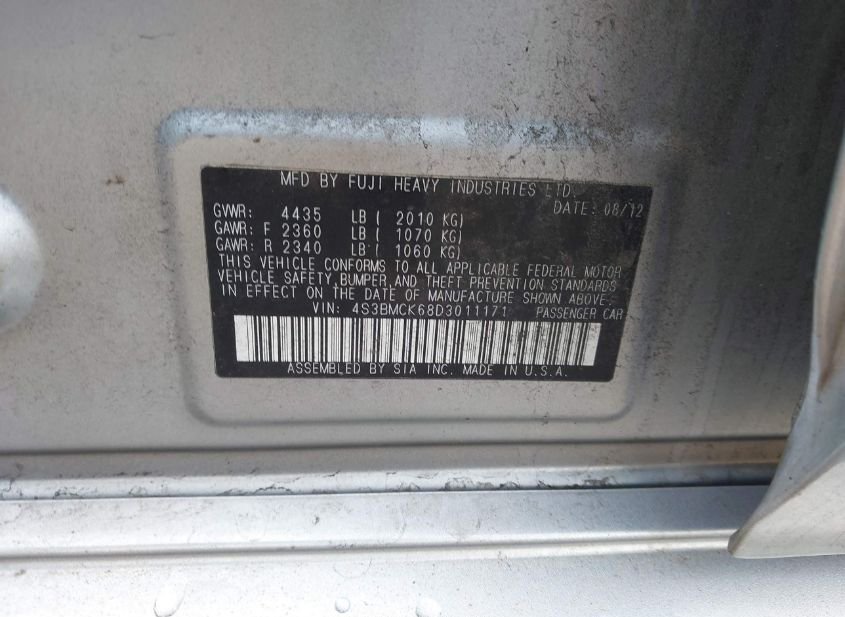 MFD BY FUJI HEAVY INDUSTRIES LTD.
DATE: 08/12
GVWR: 4435 LB ( 2010 KG)
GAWR: F 2360 LB ( 1070 KG)
GAWR: R 2340 LB ( 1060 KG)
THIS VEHICLE CONFORMS TO ALL APPLICABLE FEDERAL MOTOR
VEHICLE SAFETY, BUMPER, AND THEFT PREVENTION STANDARDS
IN EFFECT ON THE DATE OF MANUFACTURE SHOWN ABOVE.
VIN: 4S3BMCK68D3011171 PASSENGER CAR
ASSEMBLED BY SIA INC. MADE IN U.S.A.